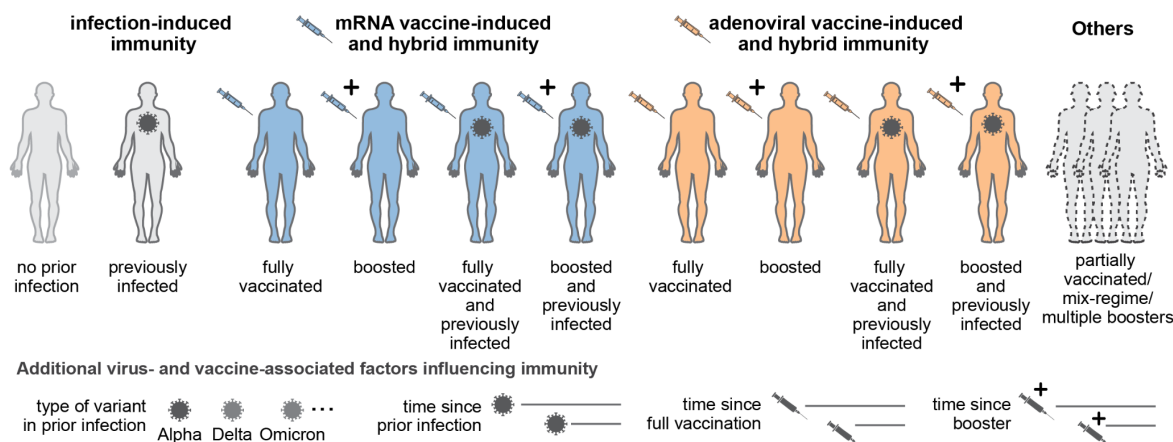 infection-induced
immunity
mRNA vaccine-induced
and hybrid immunity
adenoviral vaccine-induced
and hybrid immunity
Others
no prior
infection
previously
infected
fully
vaccinated
boosted
fully
vaccinated
and
previously
infected
boosted
and
previously
infected
fully
vaccinated
boosted
fully
vaccinated
and
previously
infected
boosted
and
previously
infected
partially
vaccinated/
mix-regime/
multiple boosters
Additional virus- and vaccine-associated factors influencing immunity
type of variant
in prior infection
Alpha Delta Omicron
time since
prior infection
time since
full vaccination
time since
booster